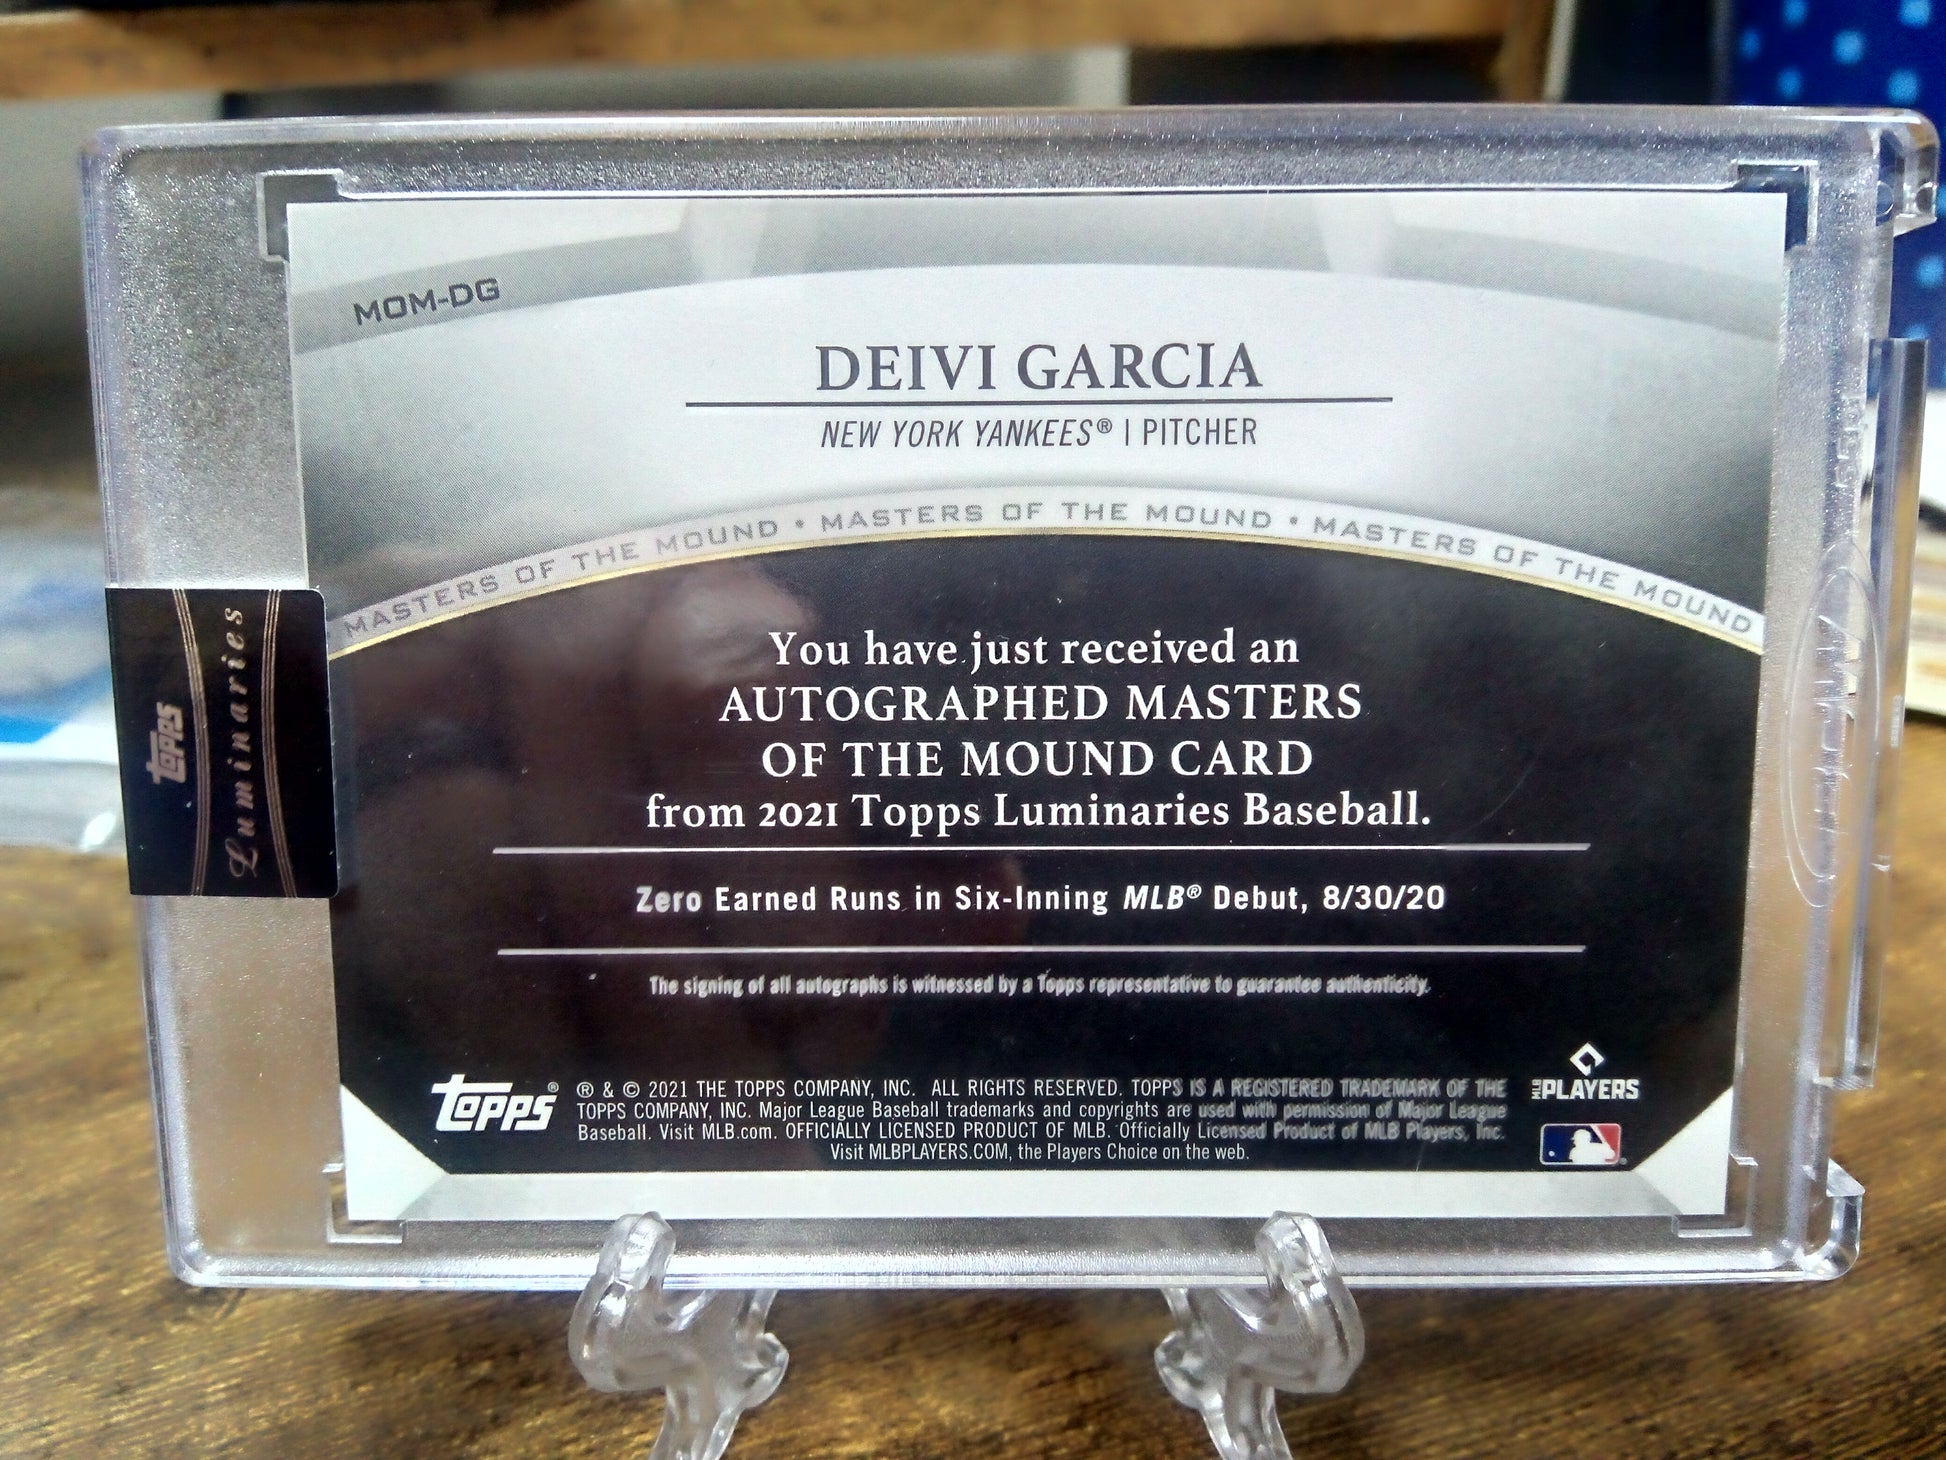 MOM-DG
DEIVI GARCIA
NEW YORK YANKEES® | PITCHER
MASTERS OF THE MOUND • MASTERS OF THE MOUND • MASTERS OF THE MOUND
You have just received an
AUTOGRAPHED MASTERS
OF THE MOUND CARD
from 2021 Topps Luminaries Baseball.
Zero Earned Runs in Six-Inning MLB® Debut, 8/30/20
The signing of all autographs is witnessed by a Topps representative to guarantee authenticity.
topps® ® & © 2021 THE TOPPS COMPANY, INC. ALL RIGHTS RESERVED. TOPPS IS A REGISTERED TRADEMARK OF THE
TOPPS COMPANY, INC. Major League Baseball trademarks and copyrights are used with permission of Major League
Baseball. Visit MLB.com. OFFICIALLY LICENSED PRODUCT OF MLB. Officially Licensed Product of MLB Players, Inc.
Visit MLBPLAYERS.COM, the Players Choice on the web.
MLB PLAYERS
topps
Luminaries